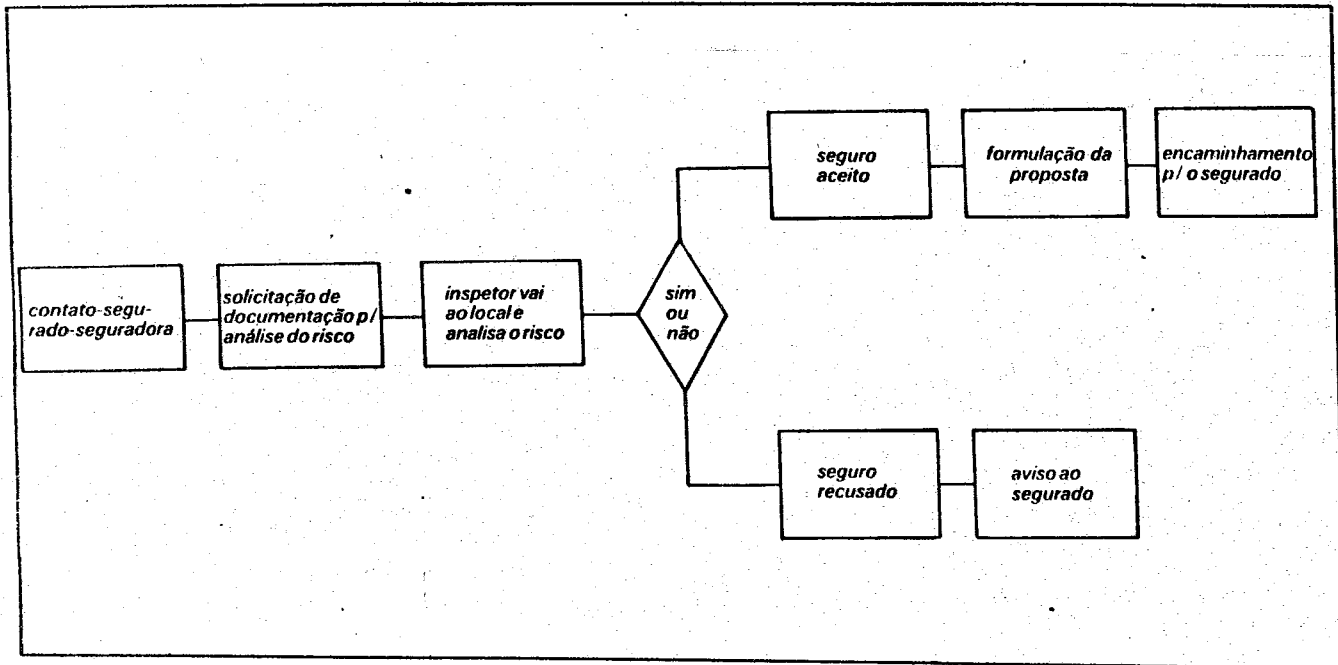 contato-segu-
rado-seguradora
solicitação de
documentação p/
análise do risco
inspetor vai
ao local e
analisa o risco
sim
ou
não
seguro
aceito
formulação da
proposta
encaminhamento
p/ o segurado
seguro
recusado
aviso ao
segurado